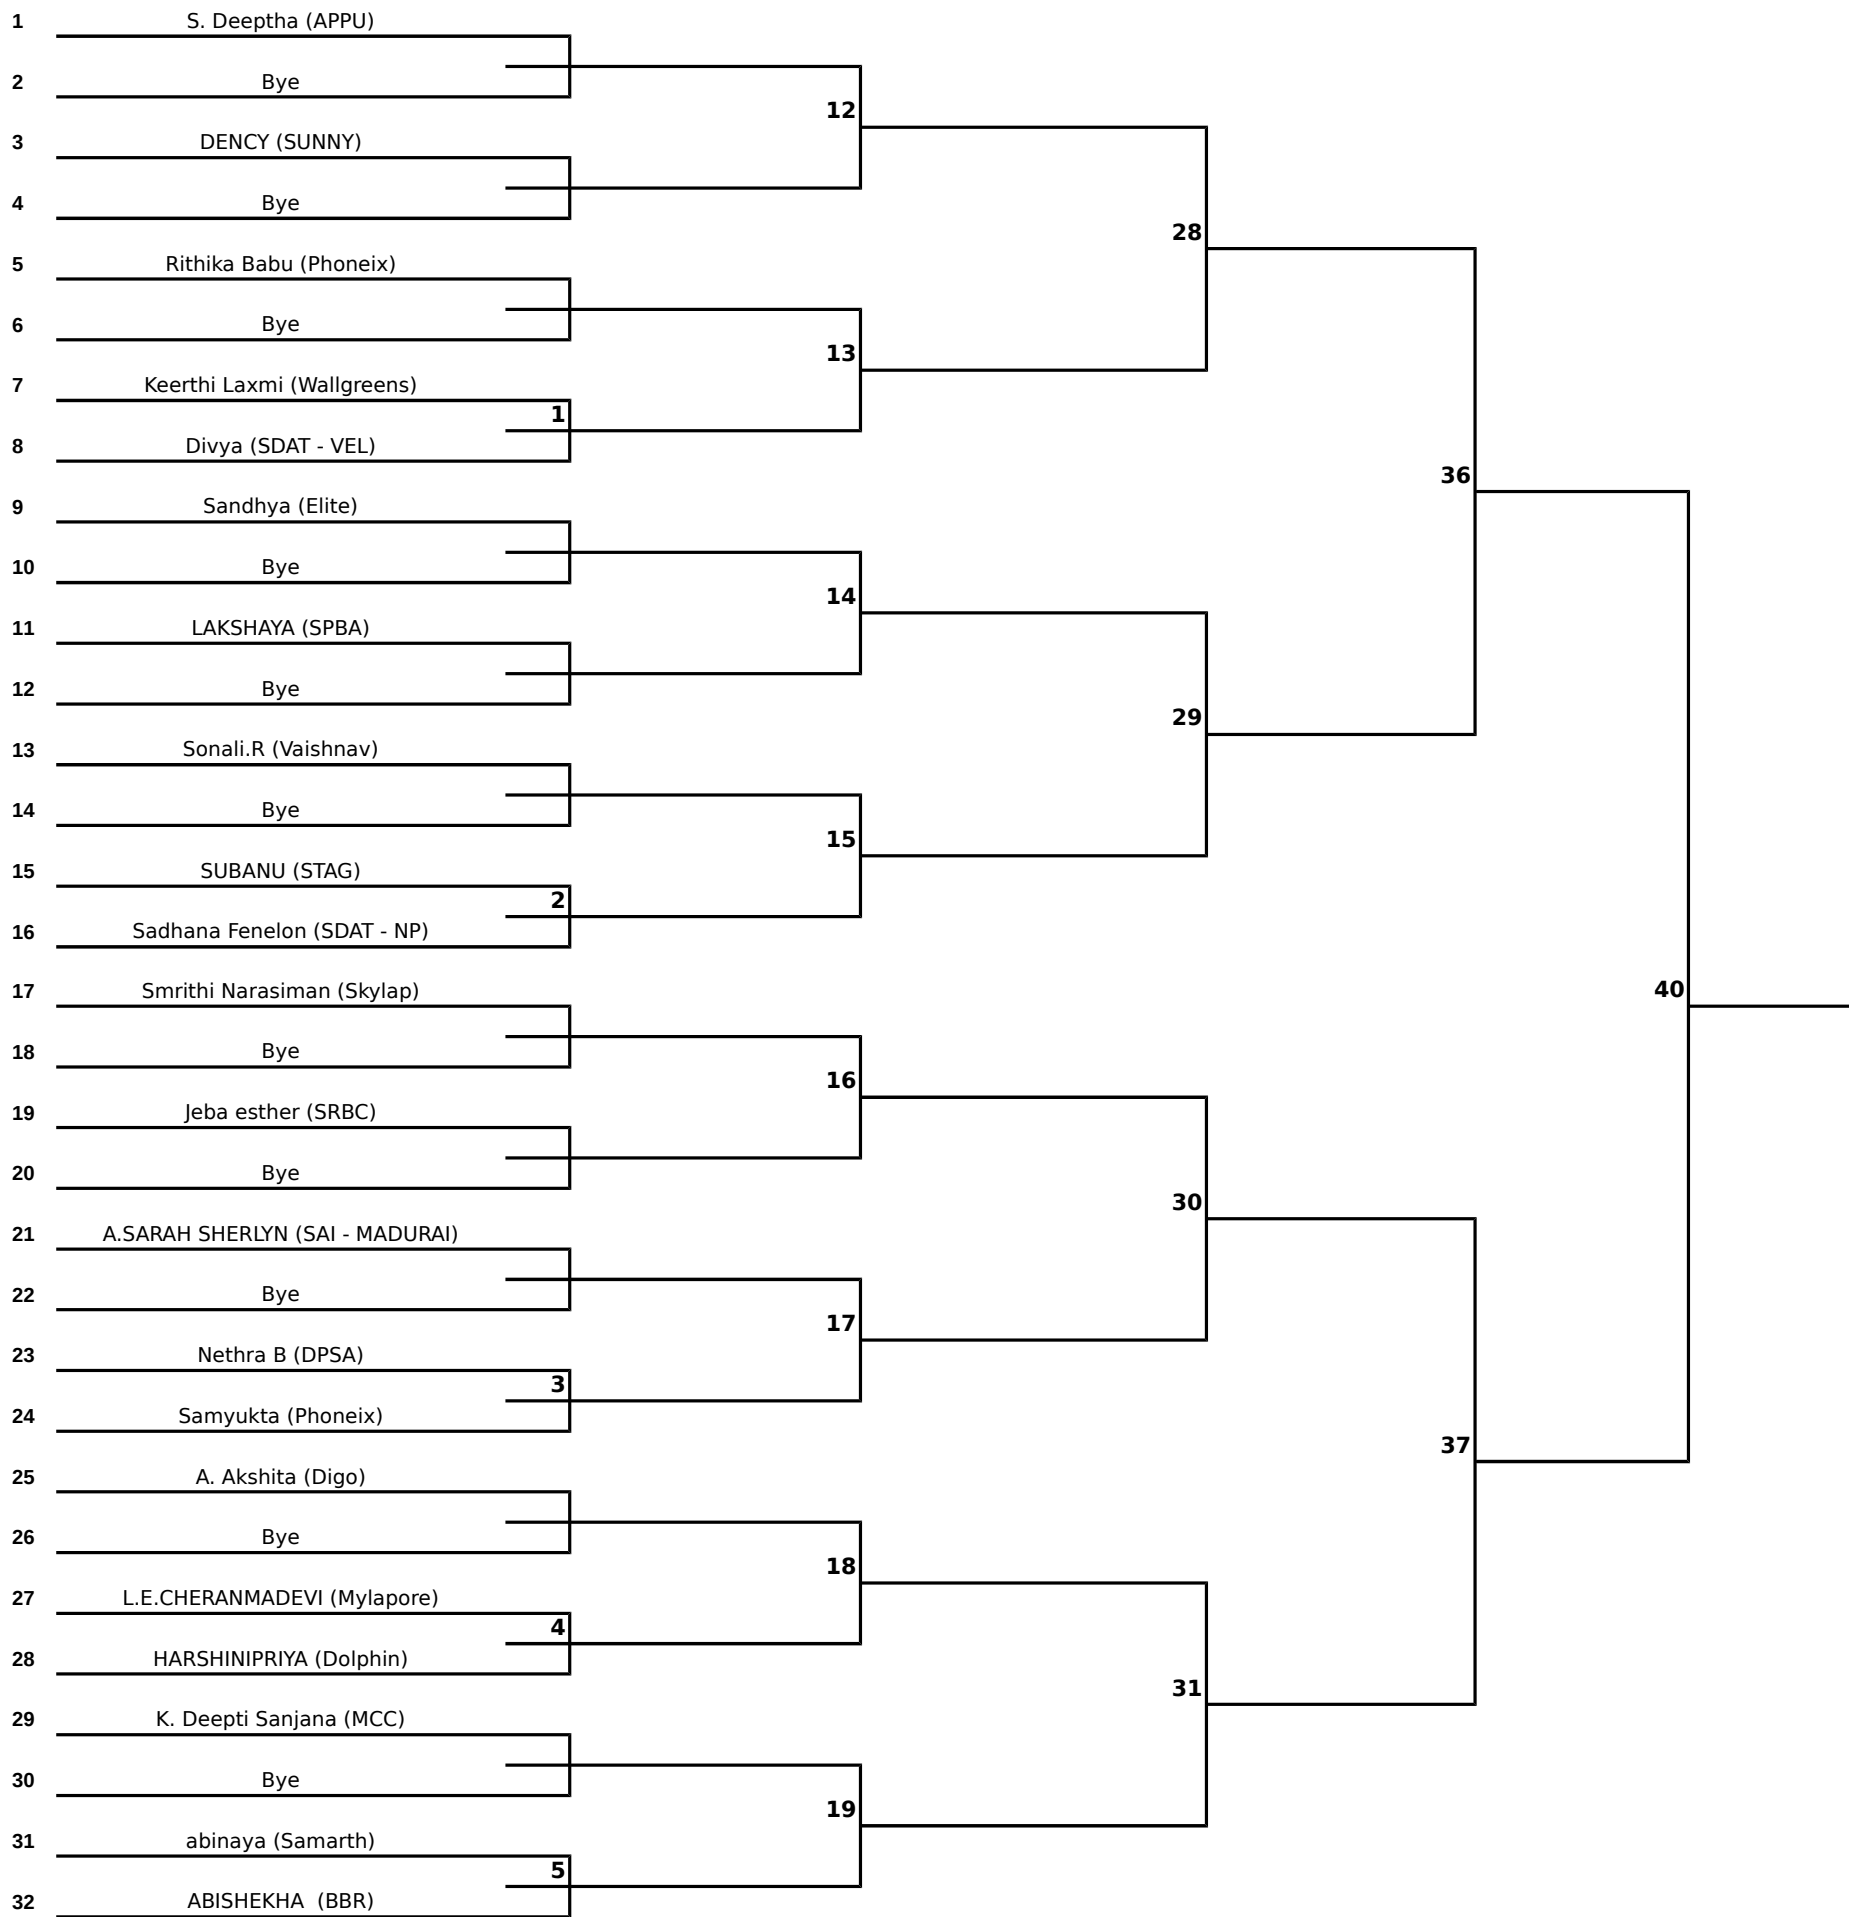 1 S. Deeptha (APPU)
2 Bye
12
3 DENCY (SUNNY)
4 Bye
28
5 Rithika Babu (Phoneix)
6 Bye
13
7 Keerthi Laxmi (Wallgreens)
1
8 Divya (SDAT - VEL)
36
9 Sandhya (Elite)
10 Bye
14
11 LAKSHAYA (SPBA)
12 Bye
29
13 Sonali.R (Vaishnav)
14 Bye
15
15 SUBANU (STAG)
2
16 Sadhana Fenelon (SDAT - NP)
40
17 Smrithi Narasiman (Skylap)
18 Bye
16
19 Jeba esther (SRBC)
20 Bye
30
21 A.SARAH SHERLYN (SAI - MADURAI)
22 Bye
17
23 Nethra B (DPSA)
3
24 Samyukta (Phoneix)
37
25 A. Akshita (Digo)
26 Bye
18
27 L.E.CHERANMADEVI (Mylapore)
4
28 HARSHINIPRIYA (Dolphin)
31
29 K. Deepti Sanjana (MCC)
30 Bye
19
31 abinaya (Samarth)
5
32 ABISHEKHA  (BBR)